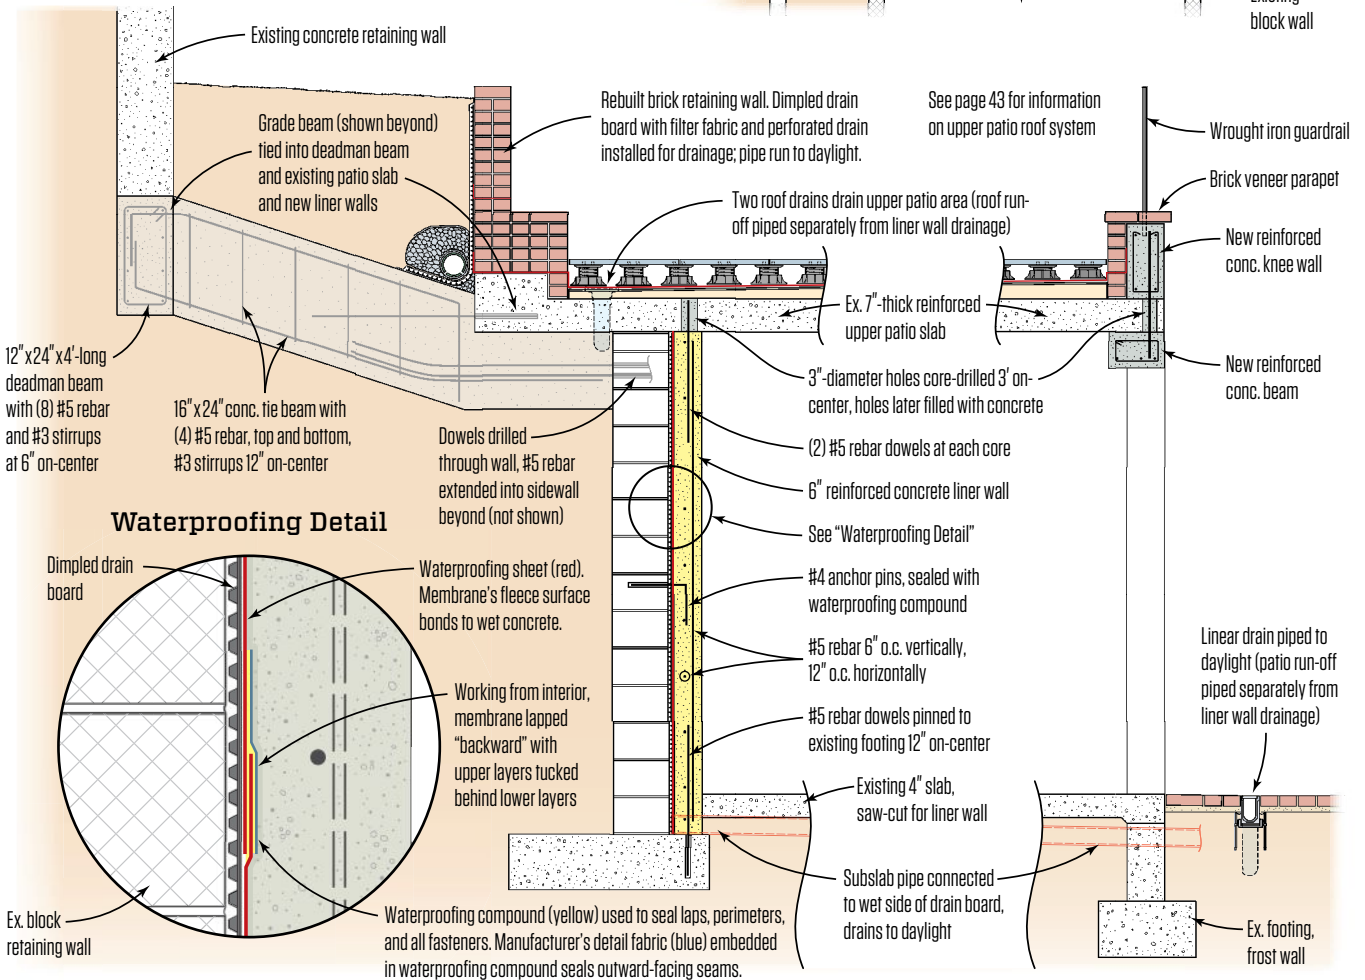 Existing
block wall
Existing concrete retaining wall
Grade beam (shown beyond)
tied into deadman beam
and existing patio slab
and new liner walls
Rebuilt brick retaining wall. Dimpled drain
board with filter fabric and perforated drain
installed for drainage; pipe run to daylight.
See page 43 for information
on upper patio roof system
Wrought iron guardrail
Brick veneer parapet
Two roof drains drain upper patio area (roof run-
off piped separately from liner wall drainage)
New reinforced
conc. knee wall
Ex. 7"-thick reinforced
upper patio slab
New reinforced
conc. beam
12"x24"x4'-long
deadman beam
with (8) #5 rebar
and #3 stirrups
at 6" on-center
16"x24" conc. tie beam with
(4) #5 rebar, top and bottom,
#3 stirrups 12" on-center
Dowels drilled
through wall, #5 rebar
extended into sidewall
beyond (not shown)
3"-diameter holes core-drilled 3' on-
center, holes later filled with concrete
(2) #5 rebar dowels at each core
6" reinforced concrete liner wall
See “Waterproofing Detail”
#4 anchor pins, sealed with
waterproofing compound
#5 rebar 6" o.c. vertically,
12" o.c. horizontally
#5 rebar dowels pinned to
existing footing 12" on-center
Existing 4" slab,
saw-cut for liner wall
Linear drain piped to
daylight (patio run-off
piped separately from
liner wall drainage)
Subslab pipe connected
to wet side of drain board,
drains to daylight
Ex. footing,
frost wall
Waterproofing Detail
Dimpled drain
board
Waterproofing sheet (red).
Membrane’s fleece surface
bonds to wet concrete.
Working from interior,
membrane lapped
“backward” with
upper layers tucked
behind lower layers
Ex. block
retaining wall
Waterproofing compound (yellow) used to seal laps, perimeters,
and all fasteners. Manufacturer’s detail fabric (blue) embedded
in waterproofing compound seals outward-facing seams.